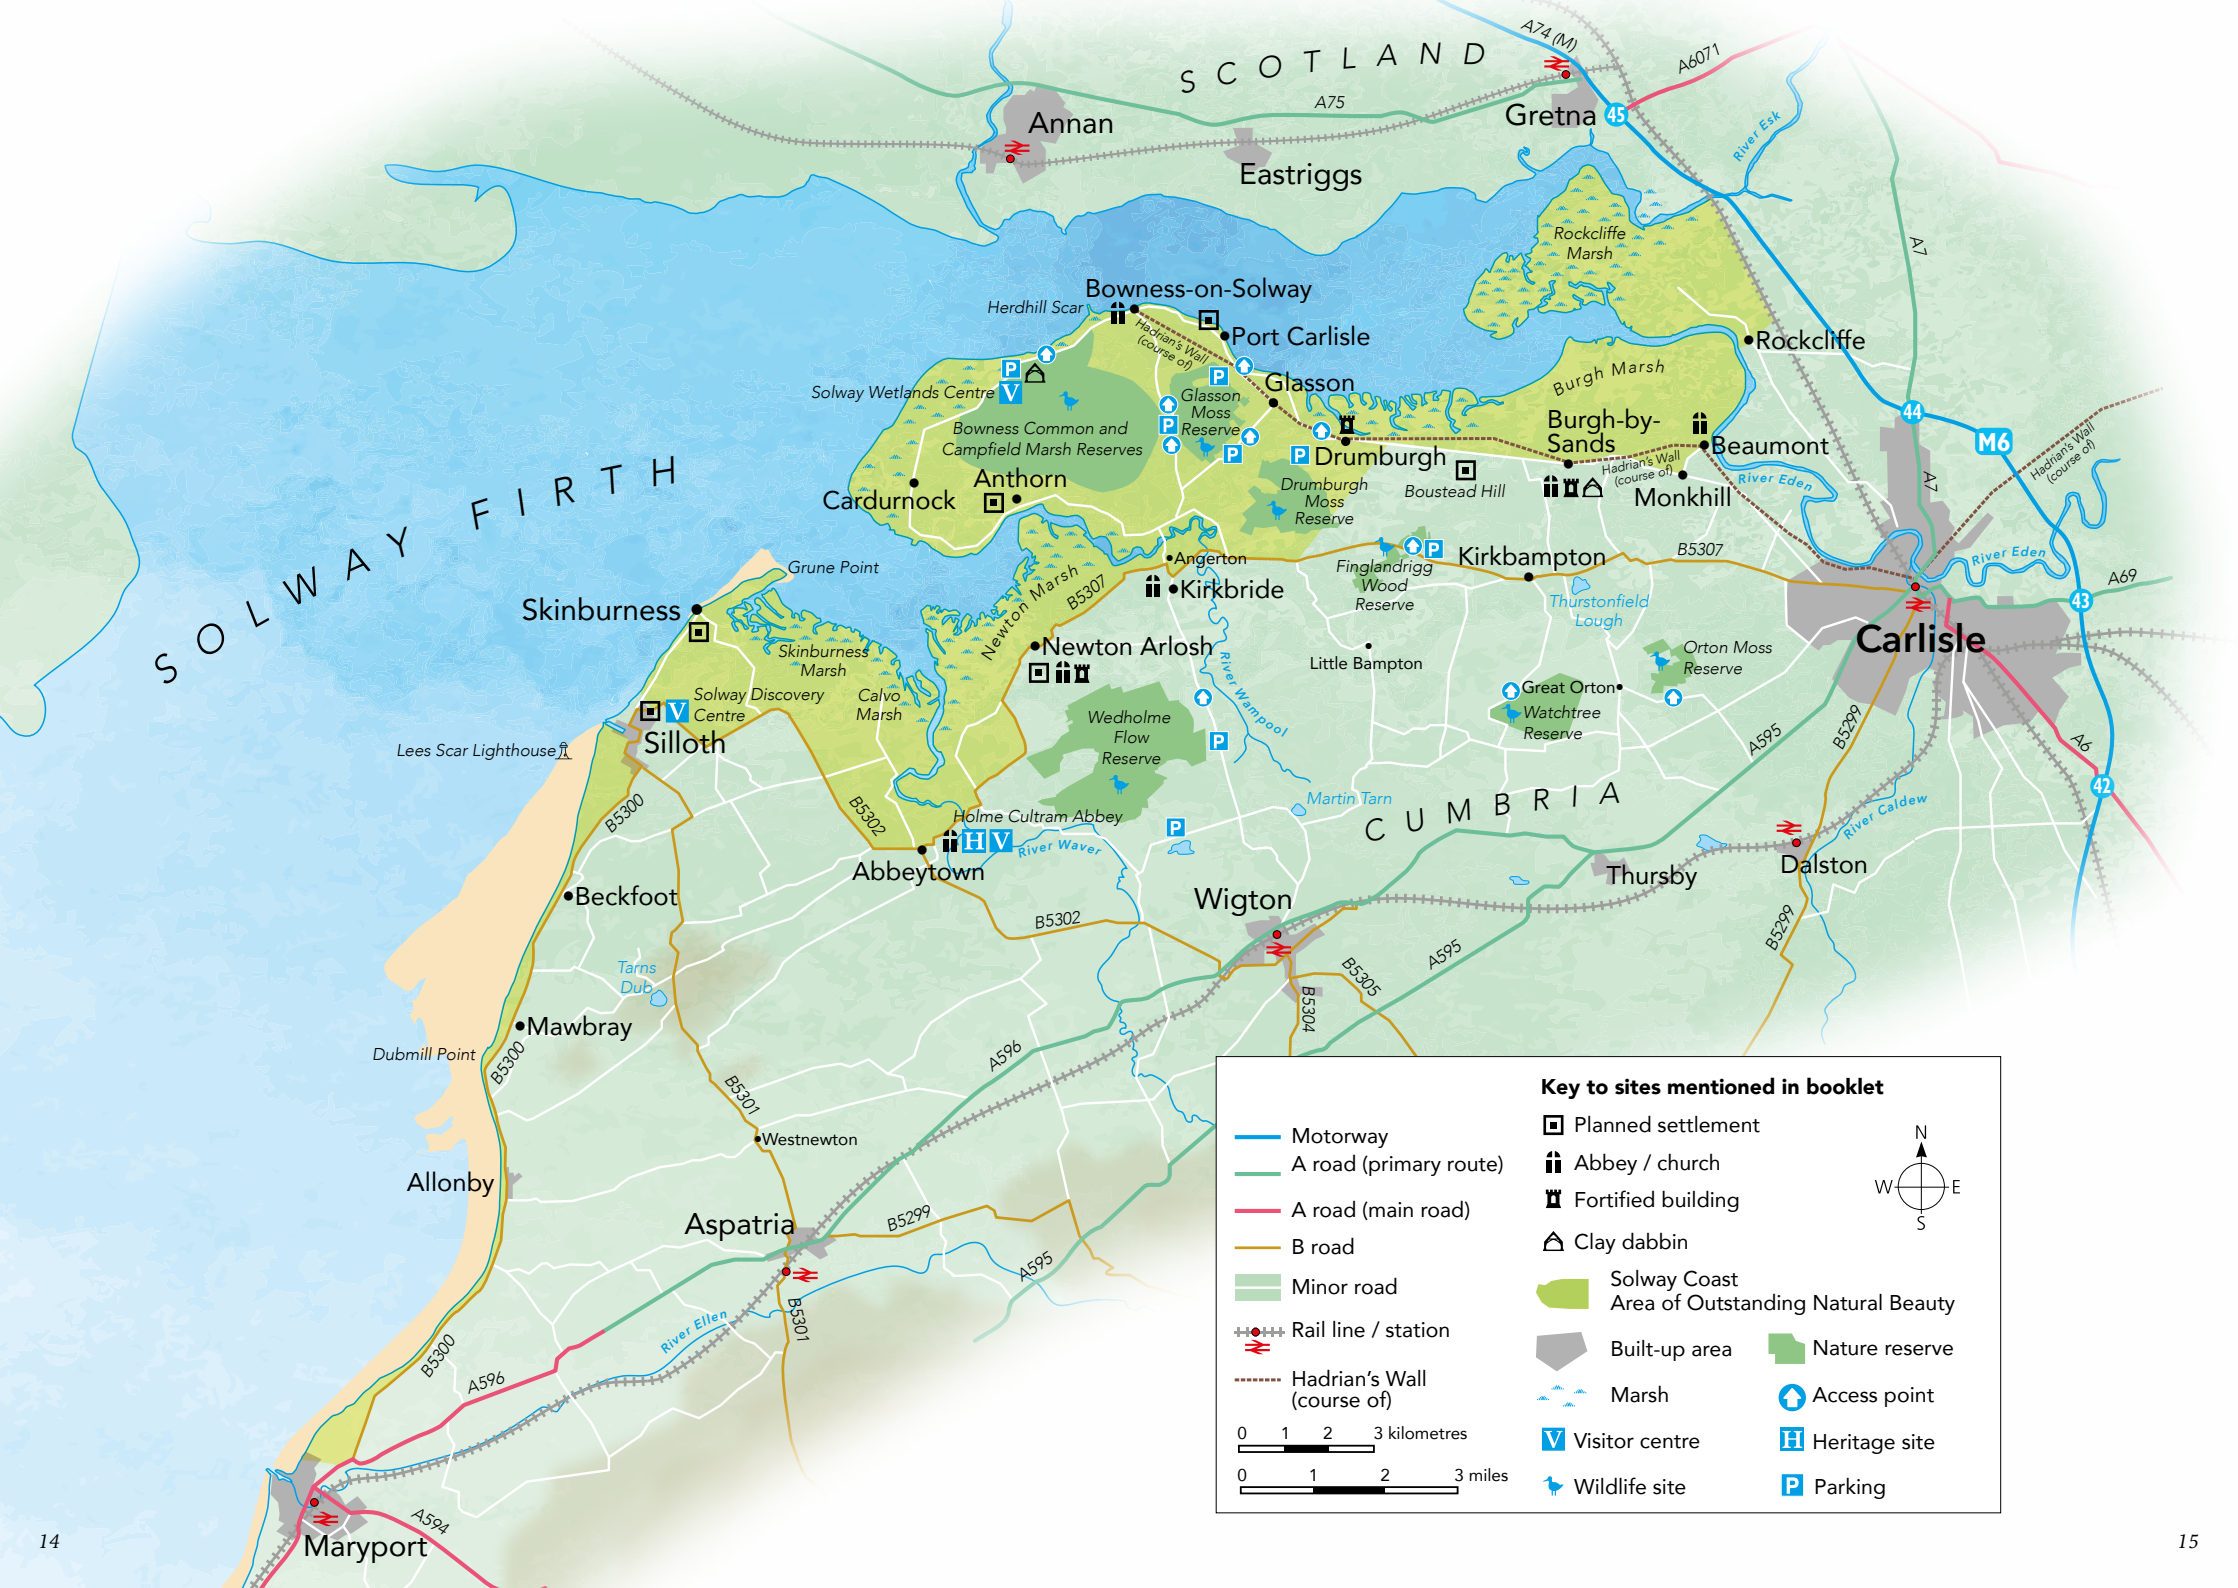 SCOTLAND
A74 (M)
A6071
A75
Annan
Gretna
45
River Esk
Eastriggs
A7
Rockcliffe
Marsh
Herdhill Scar
Bowness-on-Solway
Hadrian's Wall
(course of)
Port Carlisle
Rockcliffe
Solway Wetlands Centre
P
V
P
Glasson
Glasson
Moss
Reserve
P
P
Burgh Marsh
44
M6
Hadrian's Wall
(course of)
Bowness Common and
Campfield Marsh Reserves
P
Drumburgh
Burgh-by-
Sands
Beaumont
Anthorn
Cardurnock
Drumburgh
Moss
Reserve
Boustead Hill
Hadrian's Wall
(course of)
Monkhill
River Eden
A7
SOLWAY FIRTH
Grune Point
Angerton
Kirkbride
Newton Marsh
B5307
P
Finglandrigg
Wood
Reserve
Kirkbampton
B5307
Thurstonfield
Lough
River Eden
A69
43
Skinburness
Skinburness
Marsh
Newton Arlosh
River Wampool
Little Bampton
Orton Moss
Reserve
Carlisle
Solway Discovery
Centre
V
Calvo
Marsh
Wedholme
Flow
Reserve
P
Great Orton
Watchtree
Reserve
A595
B5299
A6
42
Lees Scar Lighthouse
Silloth
B5300
B5302
Holme Cultram Abbey
H
V
River Waver
P
Martin Tarn
CUMBRIA
River Caldew
Abbeytown
Thursby
Dalston
Beckfoot
B5302
Wigton
B5299
A595
B5305
B5304
Tarns
Dub
Mawbray
Dubmill Point
B5300
A596
B5301
Westnewton
Allonby
Aspatria
B5299
A595
B5301
River Ellen
B5300
A596
A594
Maryport
Key to sites mentioned in booklet
Motorway
A road (primary route)
A road (main road)
B road
Minor road
Rail line / station
Hadrian's Wall
(course of)
0 1 2 3 kilometres
0 1 2 3 miles
Planned settlement
Abbey / church
Fortified building
Clay dabbin
Solway Coast
Area of Outstanding Natural Beauty
Built-up area
Nature reserve
Marsh
Access point
V Visitor centre
H Heritage site
Wildlife site
P Parking
N
W E
S
14
15